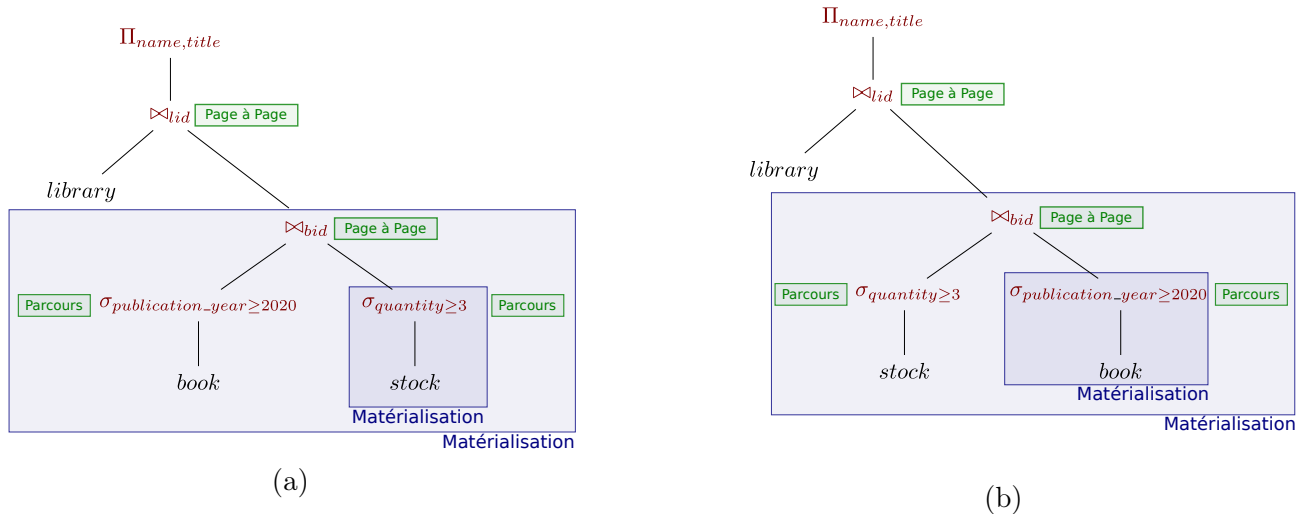 Π_{name,title}
⋈_{lid} Page à Page
library
⋈_{bid} Page à Page
Parcours σ_{publication_year≥2020} σ_{quantity≥3} Parcours
book stock
Matérialisation
Matérialisation
(a)
Π_{name,title}
⋈_{lid} Page à Page
library
⋈_{bid} Page à Page
Parcours σ_{quantity≥3} σ_{publication_year≥2020} Parcours
stock book
Matérialisation
Matérialisation
(b)